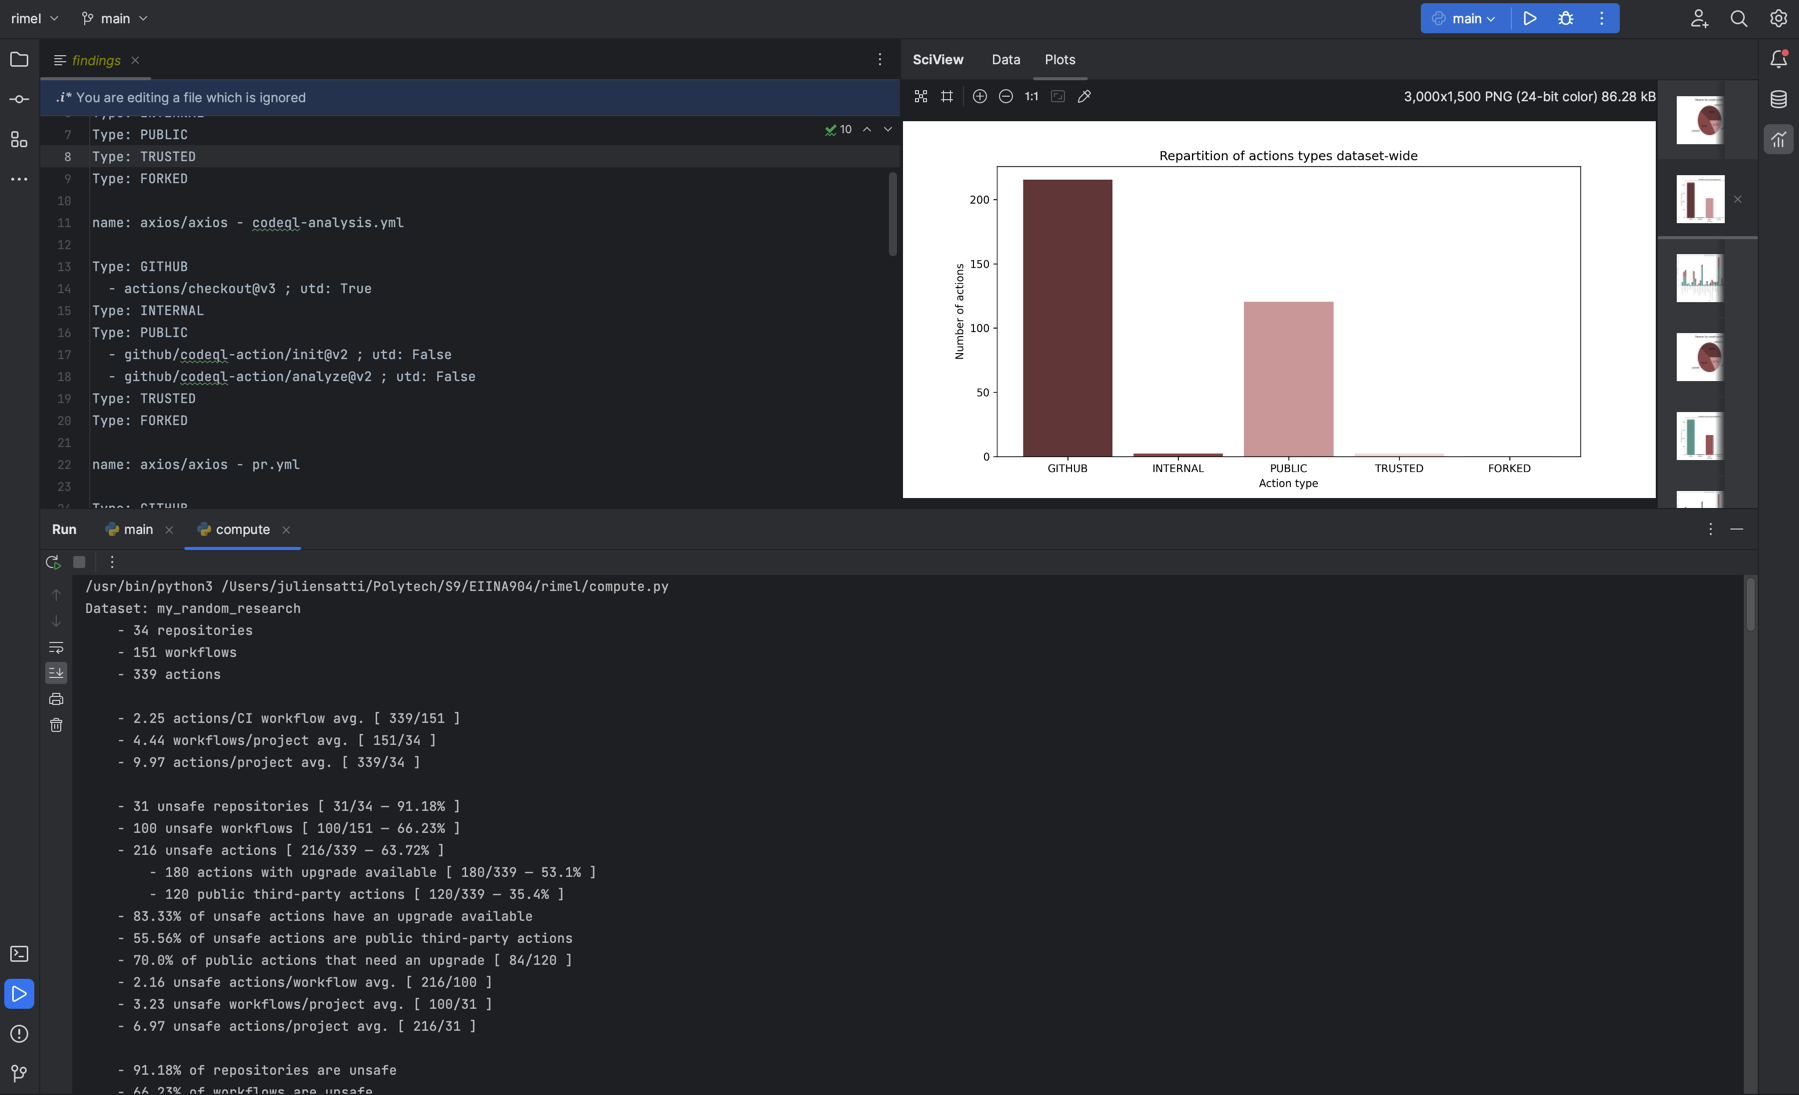 rimel
main
main
findings
SciView
Data
Plots
.i* You are editing a file which is ignored
1:1
3,000x1,500 PNG (24-bit color) 86.28 kB
10
7 Type: PUBLIC
8 Type: TRUSTED
9 Type: FORKED
10
11 name: axios/axios - codeql-analysis.yml
12
13 Type: GITHUB
14 - actions/checkout@v3 ; utd: True
15 Type: INTERNAL
16 Type: PUBLIC
17 - github/codeql-action/init@v2 ; utd: False
18 - github/codeql-action/analyze@v2 ; utd: False
19 Type: TRUSTED
20 Type: FORKED
21
22 name: axios/axios - pr.yml
23
Repartition of actions types dataset-wide
Number of actions
200
150
100
50
0
GITHUB INTERNAL PUBLIC TRUSTED FORKED
Action type
Run
main
compute
/usr/bin/python3 /Users/juliensatti/Polytech/S9/EIINA904/rimel/compute.py
Dataset: my_random_research
- 34 repositories
- 151 workflows
- 339 actions
- 2.25 actions/CI workflow avg. [ 339/151 ]
- 4.44 workflows/project avg. [ 151/34 ]
- 9.97 actions/project avg. [ 339/34 ]
- 31 unsafe repositories [ 31/34 — 91.18% ]
- 100 unsafe workflows [ 100/151 — 66.23% ]
- 216 unsafe actions [ 216/339 — 63.72% ]
- 180 actions with upgrade available [ 180/339 — 53.1% ]
- 120 public third-party actions [ 120/339 — 35.4% ]
- 83.33% of unsafe actions have an upgrade available
- 55.56% of unsafe actions are public third-party actions
- 70.0% of public actions that need an upgrade [ 84/120 ]
- 2.16 unsafe actions/workflow avg. [ 216/100 ]
- 3.23 unsafe workflows/project avg. [ 100/31 ]
- 6.97 unsafe actions/project avg. [ 216/31 ]
- 91.18% of repositories are unsafe
- 66.23% of workflows are unsafe